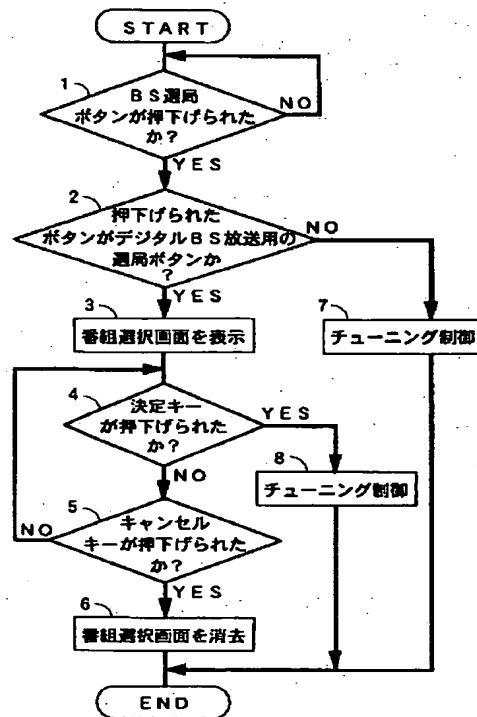 START
1
BS選局
ボタンが押下げられた
か?
NO
YES
2
押下げられた
ボタンがデジタルBS放送用の
選局ボタンか
?
NO
YES
3
番組選択画面を表示
7
チューニング制御
4
決定キー
が押下げられた
か?
YES
NO
8
チューニング制御
5
キャンセル
キーが押下げられた
か?
NO
YES
6
番組選択画面を消去
END